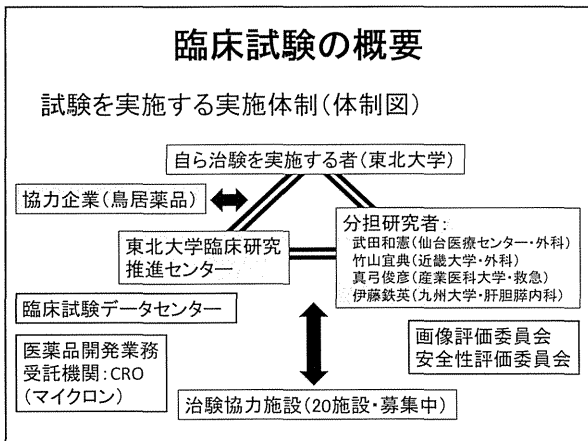 臨床試験の概要
試験を実施する実施体制(体制図)
自ら治験を実施する者(東北大学)
協力企業(鳥居薬品)
東北大学臨床研究
推進センター
分担研究者:
武田和憲(仙台医療センター・外科)
竹山宜典(近畿大学・外科)
真弓俊彦(産業医科大学・救急)
伊藤鉄英(九州大学・肝胆膵内科)
臨床試験データセンター
医薬品開発業務
受託機関:CRO
(マイクロン)
画像評価委員会
安全性評価委員会
治験協力施設(20施設・募集中)